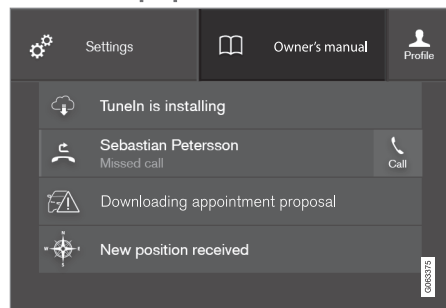 Settings
Owner's manual
Profile
TuneIn is installing
Sebastian Petersson
Missed call
Call
Downloading appointment proposal
New position received
G063375